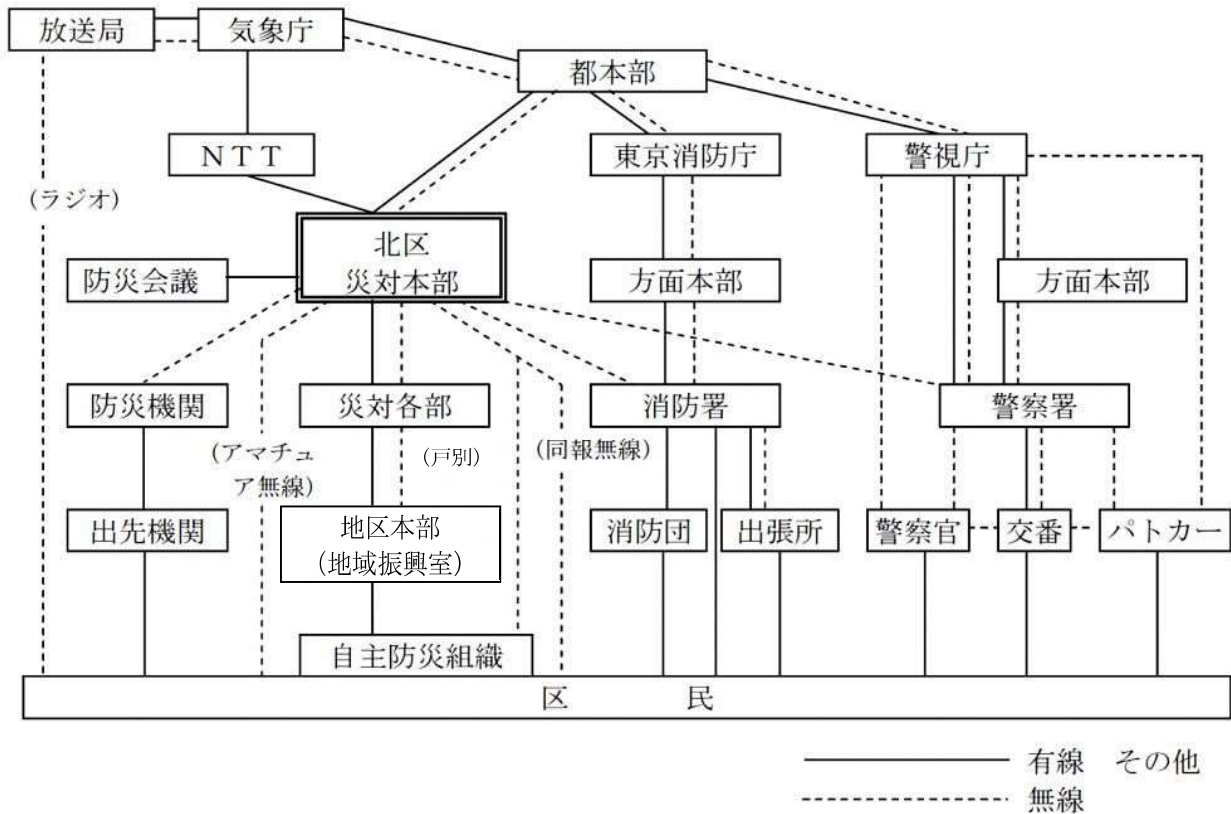 放送局
気象庁
都本部
NTT
東京消防庁
警視庁
(ラジオ)
北区
災対本部
防災会議
方面本部
方面本部
防災機関
災対各部
消防署
警察署
(アマチュ
ア無線)
(戸別)
(同報無線)
出先機関
地区本部
(地域振興室)
消防団
出張所
警察官
交番
パトカー
自主防災組織
区 民
有線 その他
無線